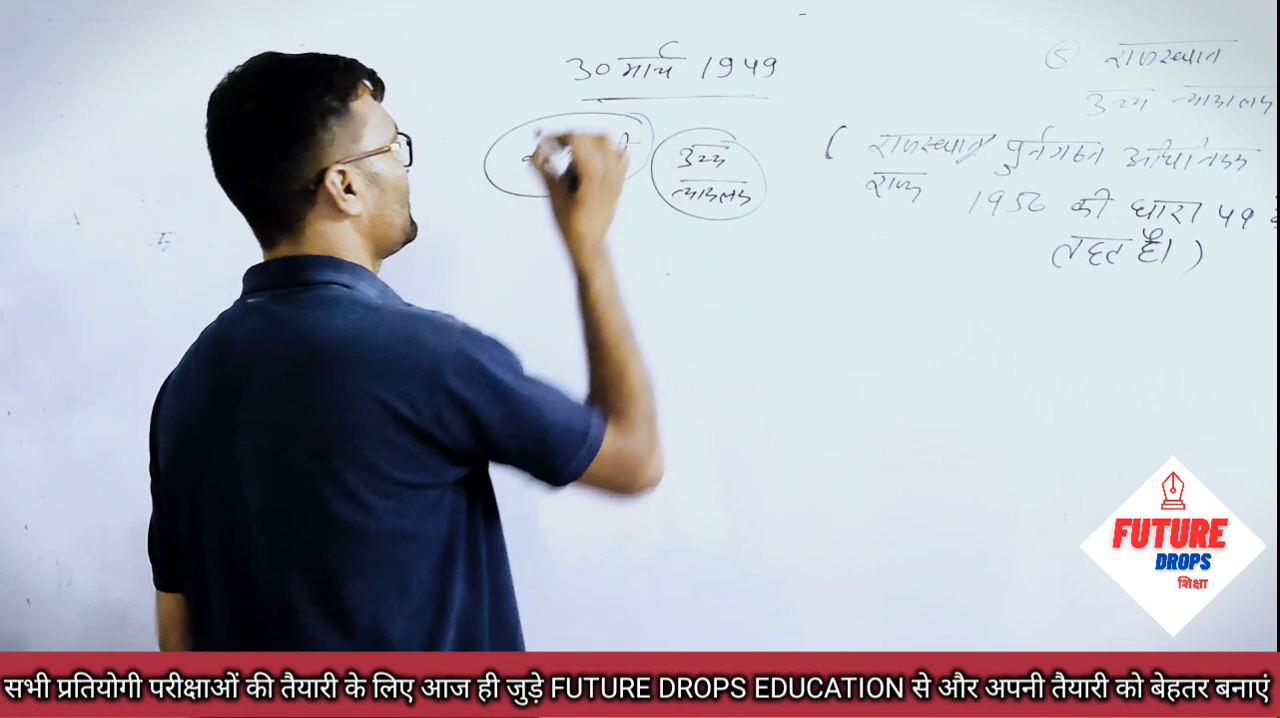 30 मार्च 1949
उच्च
न्यायालय
⑤ राजस्थान
उच्च न्यायालय
( राजस्थान पुर्नगठन अधिनियम
राज्य 1956 की धारा 49
तहत है। )
FUTURE
DROPS
शिक्षा
सभी प्रतियोगी परीक्षाओं की तैयारी के लिए आज ही जुड़े FUTURE DROPS EDUCATION से और अपनी तैयारी को बेहतर बनाएं